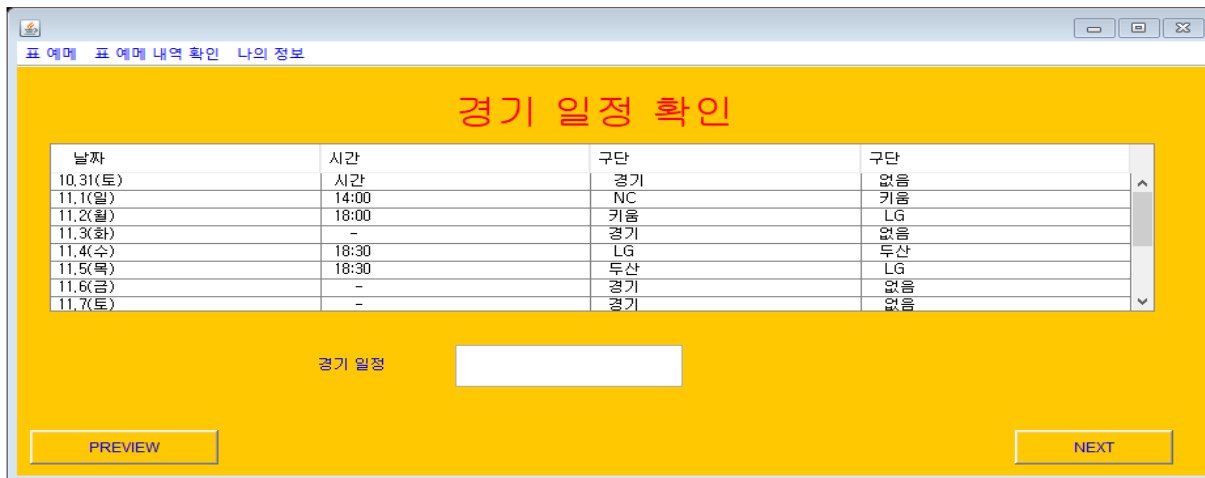 표 예메 표 예메 내역 확인 나의 정보
경기 일정 확인
날짜 시간 구단 구단
10.31(토) 시간 경기 없음
11.1(일) 14:00 NC 키움
11.2(월) 18:00 키움 LG
11.3(화) - 경기 없음
11.4(수) 18:30 LG 두산
11.5(목) 18:30 두산 LG
11.6(금) - 경기 없음
11.7(토) - 경기 없음
경기 일정
PREVIEW NEXT